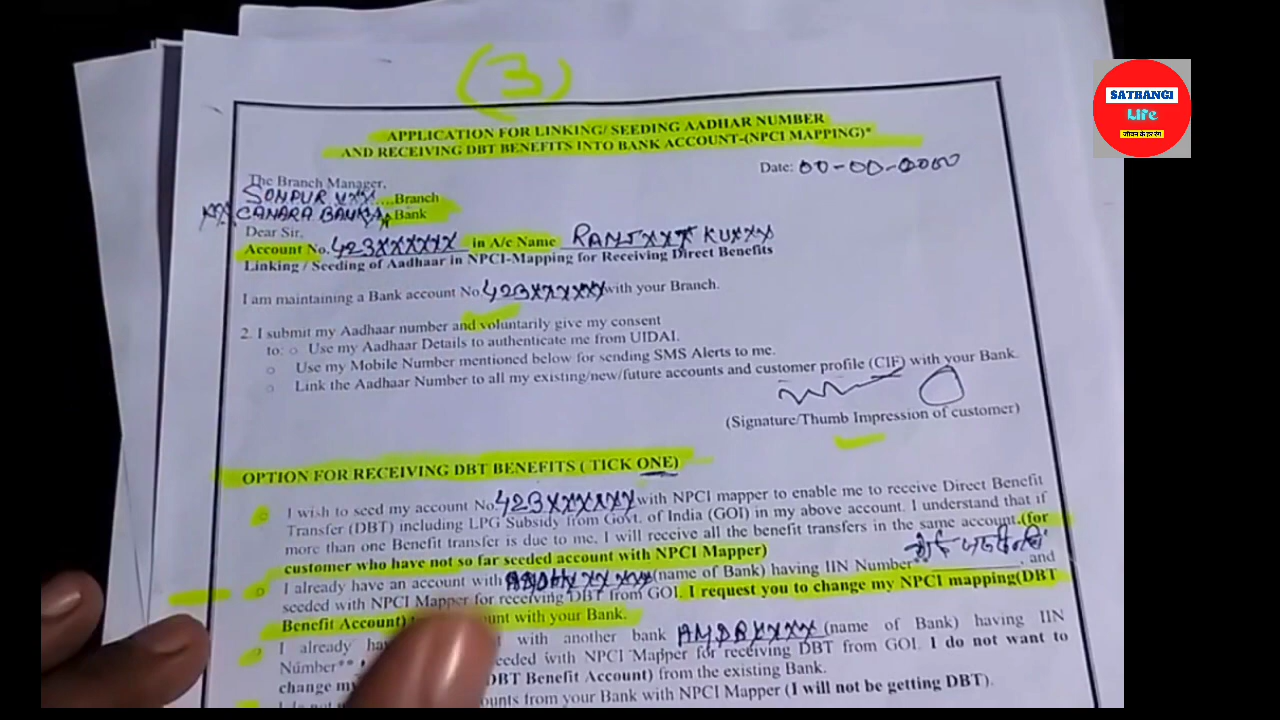 (3)
SATRANGI
Life
जीवन के हर रंग
APPLICATION FOR LINKING/ SEEDING AADHAR NUMBER
AND RECEIVING DBT BENEFITS INTO BANK ACCOUNT-(NPCI MAPPING)*
Date: 00-00-0000
The Branch Manager,
SONPUR XXX....Branch
CANARA BANK Bank
Dear Sir,
Account No. 423XXXXXX in A/c Name RANJXXX KUXXX
Linking / Seeding of Aadhaar in NPCI-Mapping for Receiving Direct Benefits
I am maintaining a Bank account No. 423XXXXXX with your Branch.
2. I submit my Aadhaar number and voluntarily give my consent
to: o Use my Aadhaar Details to authenticate me from UIDAI.
o Use my Mobile Number mentioned below for sending SMS Alerts to me.
o Link the Aadhaar Number to all my existing/new/future accounts and customer profile (CIF) with your Bank.
(Signature/Thumb Impression of customer)
OPTION FOR RECEIVING DBT BENEFITS ( TICK ONE)
o I wish to seed my account No. 423XXXXXX with NPCI mapper to enable me to receive Direct Benefit
Transfer (DBT) including LPG Subsidy from Govt. of India (GOI) in my above account. I understand that if
more than one Benefit transfer is due to me. I will receive all the benefit transfers in the same account.(for
customer who have not so far seeded account with NPCI Mapper)
o I already have an account with (name of Bank) having IIN Number** , and
seeded with NPCI Mapper for receiving DBT from GOI. I request you to change my NPCI mapping(DBT
Benefit Account) unt with your Bank.
I already ha t with another bank (name of Bank) having IIN
Number** eeded with NPCI Mapper for receiving DBT from GOI. I do not want to
change my DBT Benefit Account) from the existing Bank.
ounts from your Bank with NPCI Mapper (I will not be getting DBT).